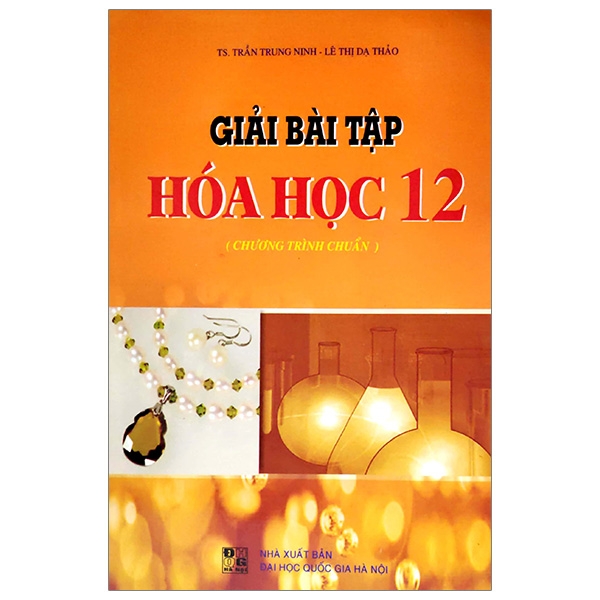 TS. TRẦN TRUNG NINH - LÊ THỊ DẠ THẢO
GIẢI BÀI TẬP
HÓA HỌC 12
( CHƯƠNG TRÌNH CHUẨN )
NHÀ XUẤT BẢN
ĐẠI HỌC QUỐC GIA HÀ NỘI